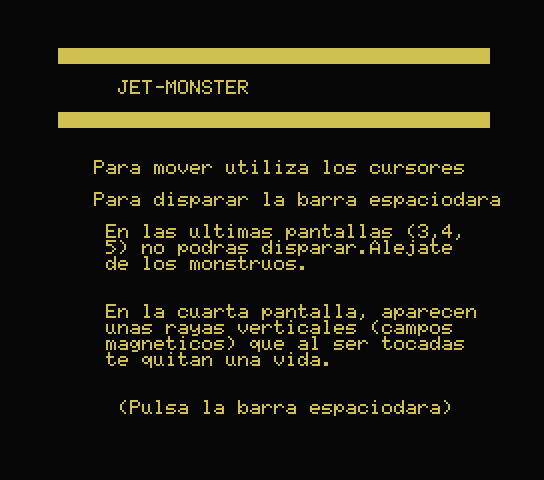 JET-MONSTER
Para mover utiliza los cursores
Para disparar la barra espaciodara
En las ultimas pantallas (3,4,
5) no podras disparar.Alejate
de los monstruos.
En la cuarta pantalla, aparecen
unas rayas verticales (campos
magneticos) que al ser tocadas
te quitan una vida.
(Pulsa la barra espaciodara)